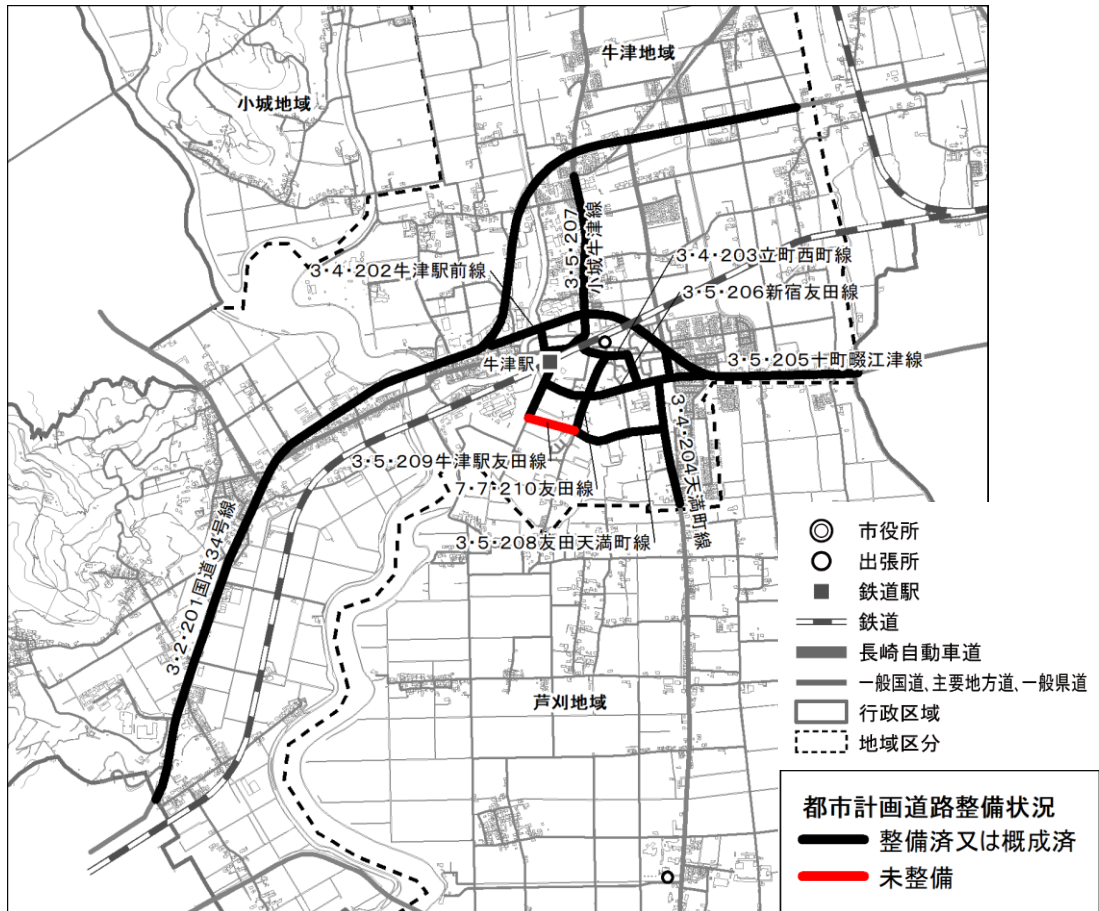 牛津地域
小城地域
3・5・207
小城牛津線
3・4・203立町西町線
3・4・202牛津駅前線
3・5・206新宿友田線
牛津駅
3・5・205十町畷江津線
3・4・204天満町線
3・5・209牛津駅友田線
7・7・210友田線
3・5・208友田天満町線
3・2・201国道34号線
芦刈地域
市役所
出張所
鉄道駅
鉄道
長崎自動車道
一般国道、主要地方道、一般県道
行政区域
地域区分
都市計画道路整備状況
整備済又は概成済
未整備